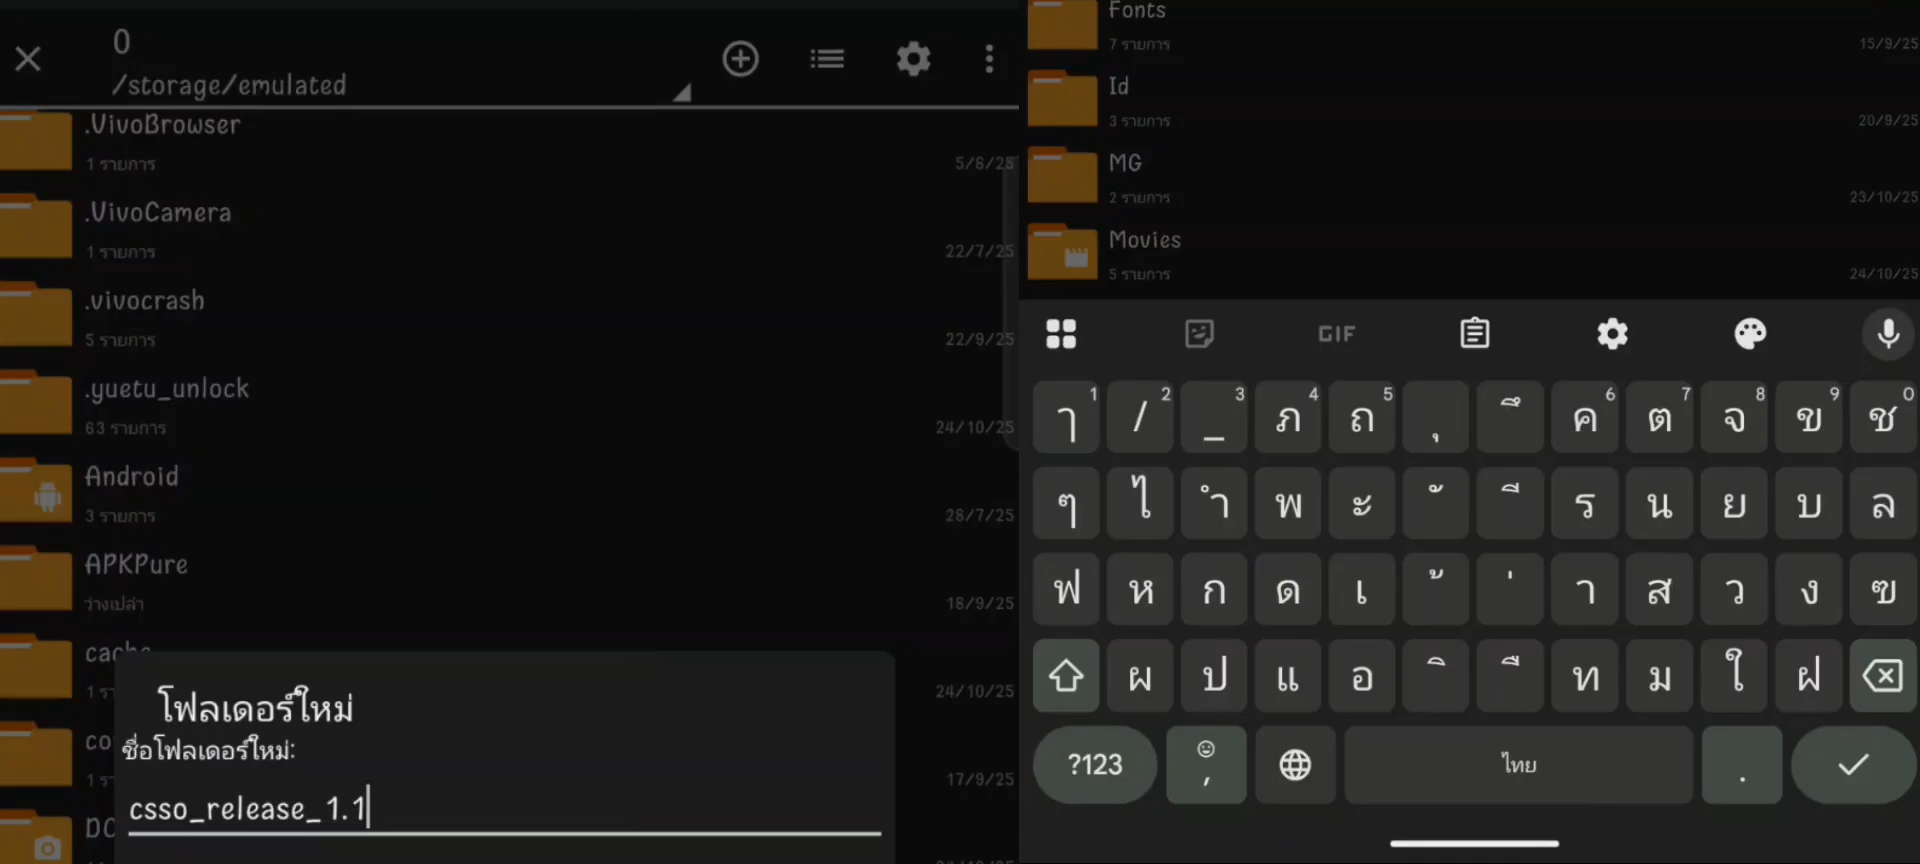 0
/storage/emulated
.VivoBrowser
1 รายการ
5/8/25
.VivoCamera
1 รายการ
22/7/25
.vivocrash
5 รายการ
22/9/25
.yuetu_unlock
63 รายการ
24/10/25
Android
3 รายการ
28/7/25
APKPure
ว่างเปล่า
18/9/25
24/10/25
17/9/25
โฟลเดอร์ใหม่
ชื่อโฟลเดอร์ใหม่:
csso_release_1.1
Fonts
7 รายการ
15/9/25
Id
3 รายการ
20/9/25
MG
2 รายการ
23/10/25
Movies
5 รายการ
24/10/25
GIF
ๅ 1 / 2 _ 3 ภ 4 ถ 5 ุ ึ ค 6 ต 7 จ 8 ข 9 ช 0
ๆ ไ ำ พ ะ ั ี ร น ย บ ล
ฟ ห ก ด เ ้ ่ า ส ว ง ฃ
ผ ป แ อ ิ ื ท ม ใ ฝ
?123 , ไทย .